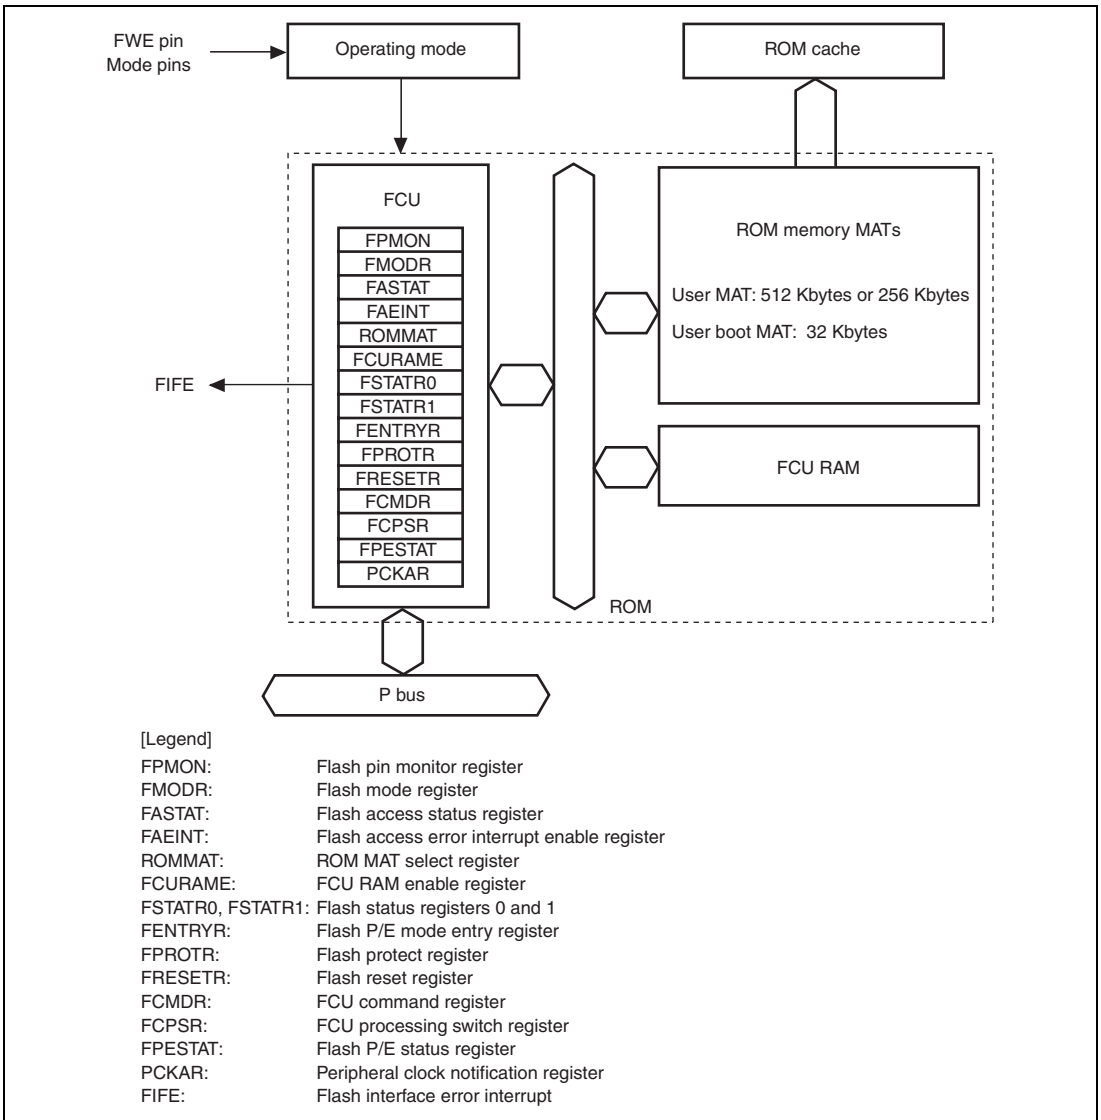 FWE pin
Mode pins
Operating mode
ROM cache
FCU
FPMON
FMODR
FASTAT
FAEINT
ROMMAT
FCURAME
FSTATR0
FSTATR1
FENTRYR
FPROTR
FRESETR
FCMDR
FCPSR
FPESTAT
PCKAR
FIFE
ROM memory MATs
User MAT: 512 Kbytes or 256 Kbytes
User boot MAT: 32 Kbytes
FCU RAM
ROM
P bus
[Legend]
FPMON: Flash pin monitor register
FMODR: Flash mode register
FASTAT: Flash access status register
FAEINT: Flash access error interrupt enable register
ROMMAT: ROM MAT select register
FCURAME: FCU RAM enable register
FSTATR0, FSTATR1: Flash status registers 0 and 1
FENTRYR: Flash P/E mode entry register
FPROTR: Flash protect register
FRESETR: Flash reset register
FCMDR: FCU command register
FCPSR: FCU processing switch register
FPESTAT: Flash P/E status register
PCKAR: Peripheral clock notification register
FIFE: Flash interface error interrupt